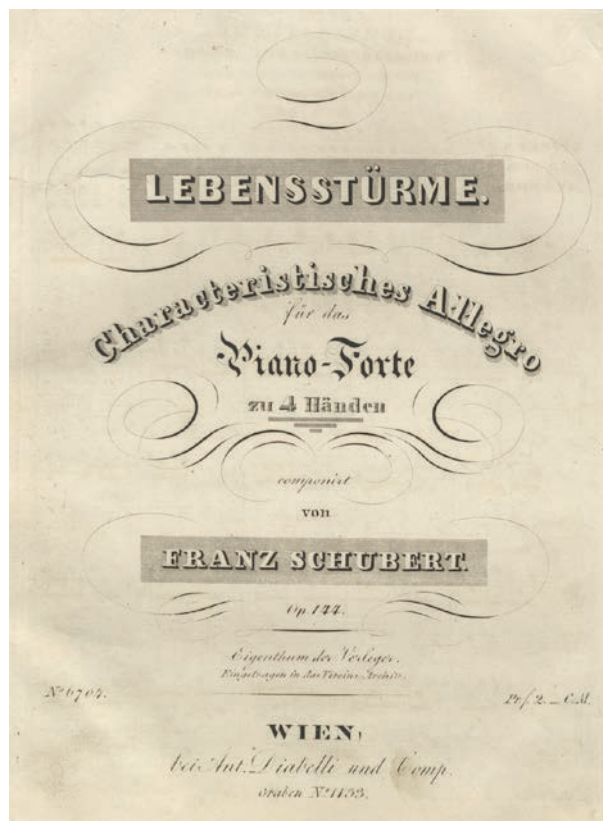 LEBENSSTÜRME.
Characteristisches Allegro
für das
Piano-Forte
zu 4 Händen
componirt
von
FRANZ SCHUBERT.
Op. 144.
Eigenthum der Verleger.
Eingetragen in das Vereins-Archiv.
No 6704.
Pr f. 2. _ C.M.
WIEN,
bei Ant. Diabelli und Comp.
Graben No 1133.